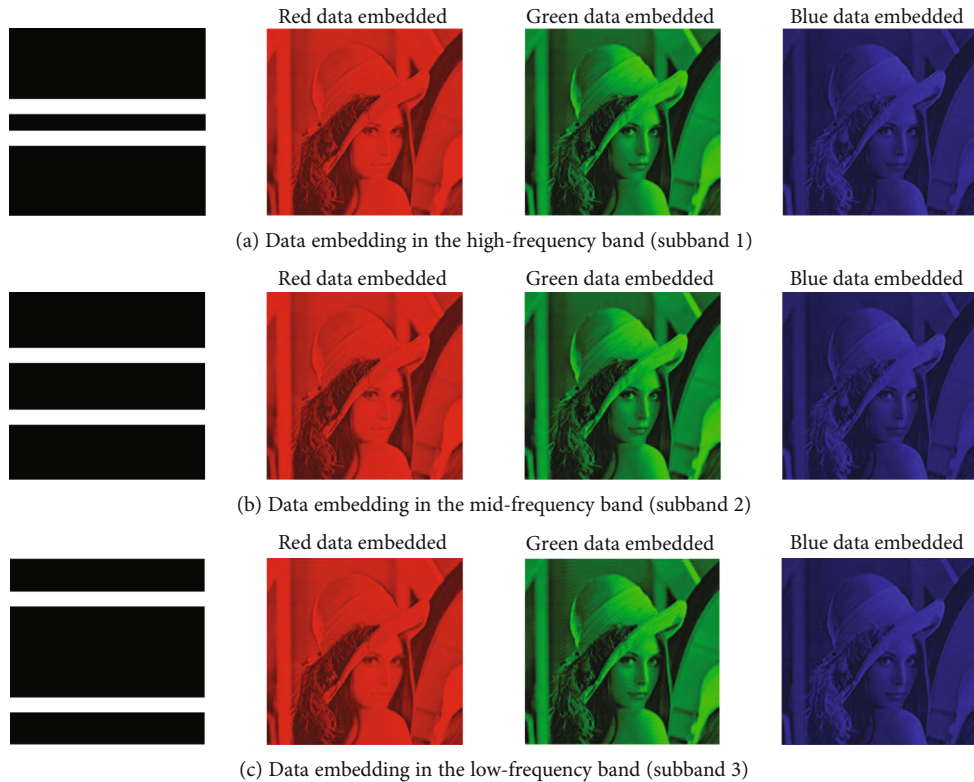 Red data embedded
Green data embedded
Blue data embedded
(a) Data embedding in the high-frequency band (subband 1)
Red data embedded
Green data embedded
Blue data embedded
(b) Data embedding in the mid-frequency band (subband 2)
Red data embedded
Green data embedded
Blue data embedded
(c) Data embedding in the low-frequency band (subband 3)